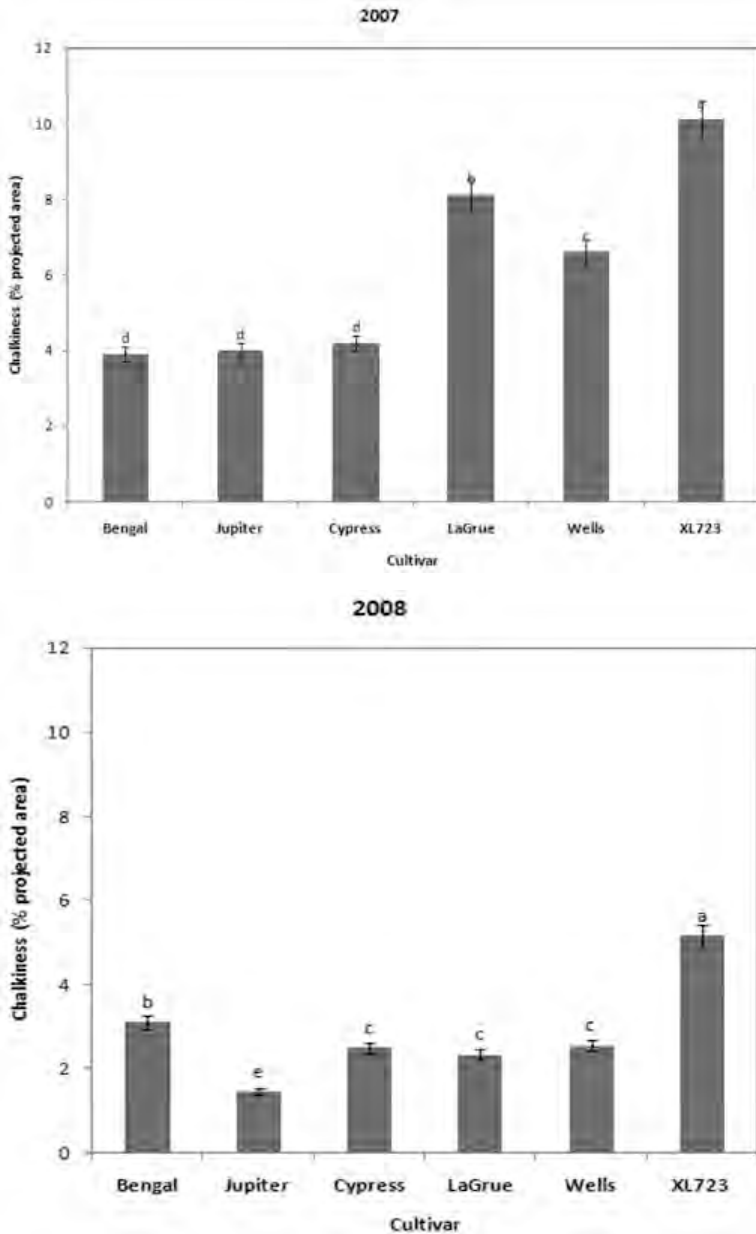 2007
Chalkiness (% projected area)
12
10
8
6
4
2
0
d
d
d
b
c
Bengal Jupiter Cypress LaGrue Wells XL723
Cultivar
2008
Chalkiness (% projected area)
12
10
8
6
4
2
0
b
e
c
c
c
a
Bengal Jupiter Cypress LaGrue Wells XL723
Cultivar